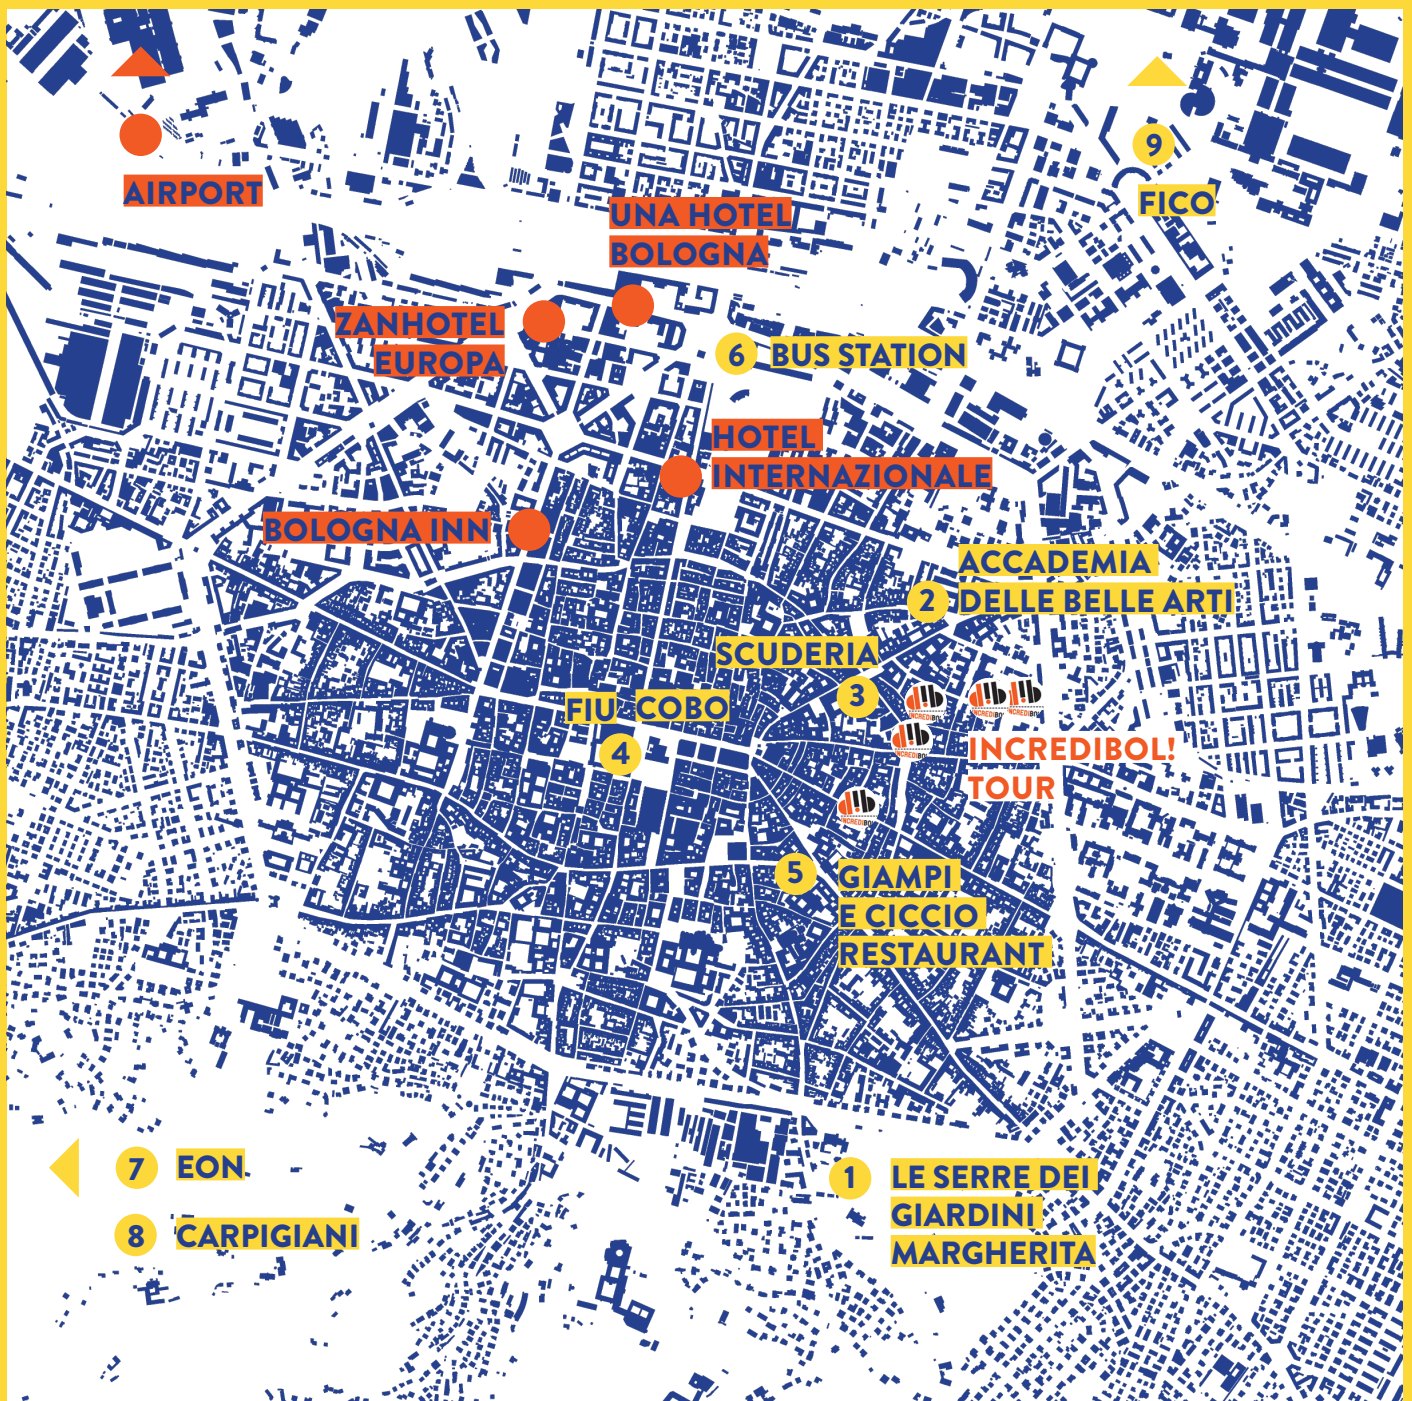 AIRPORT
9
FICO
UNA HOTEL
BOLOGNA
ZANHOTEL
EUROPA
6 BUS STATION
HOTEL
INTERNAZIONALE
BOLOGNA INN
ACCADEMIA
2 DELLE BELLE ARTI
SCUDERIA
3
FIU COBO
4
INCREDIBOL!
TOUR
5 GIAMPI
E CICCIO
RESTAURANT
7 EON
8 CARPIGIANI
1 LE SERRE DEI
GIARDINI
MARGHERITA